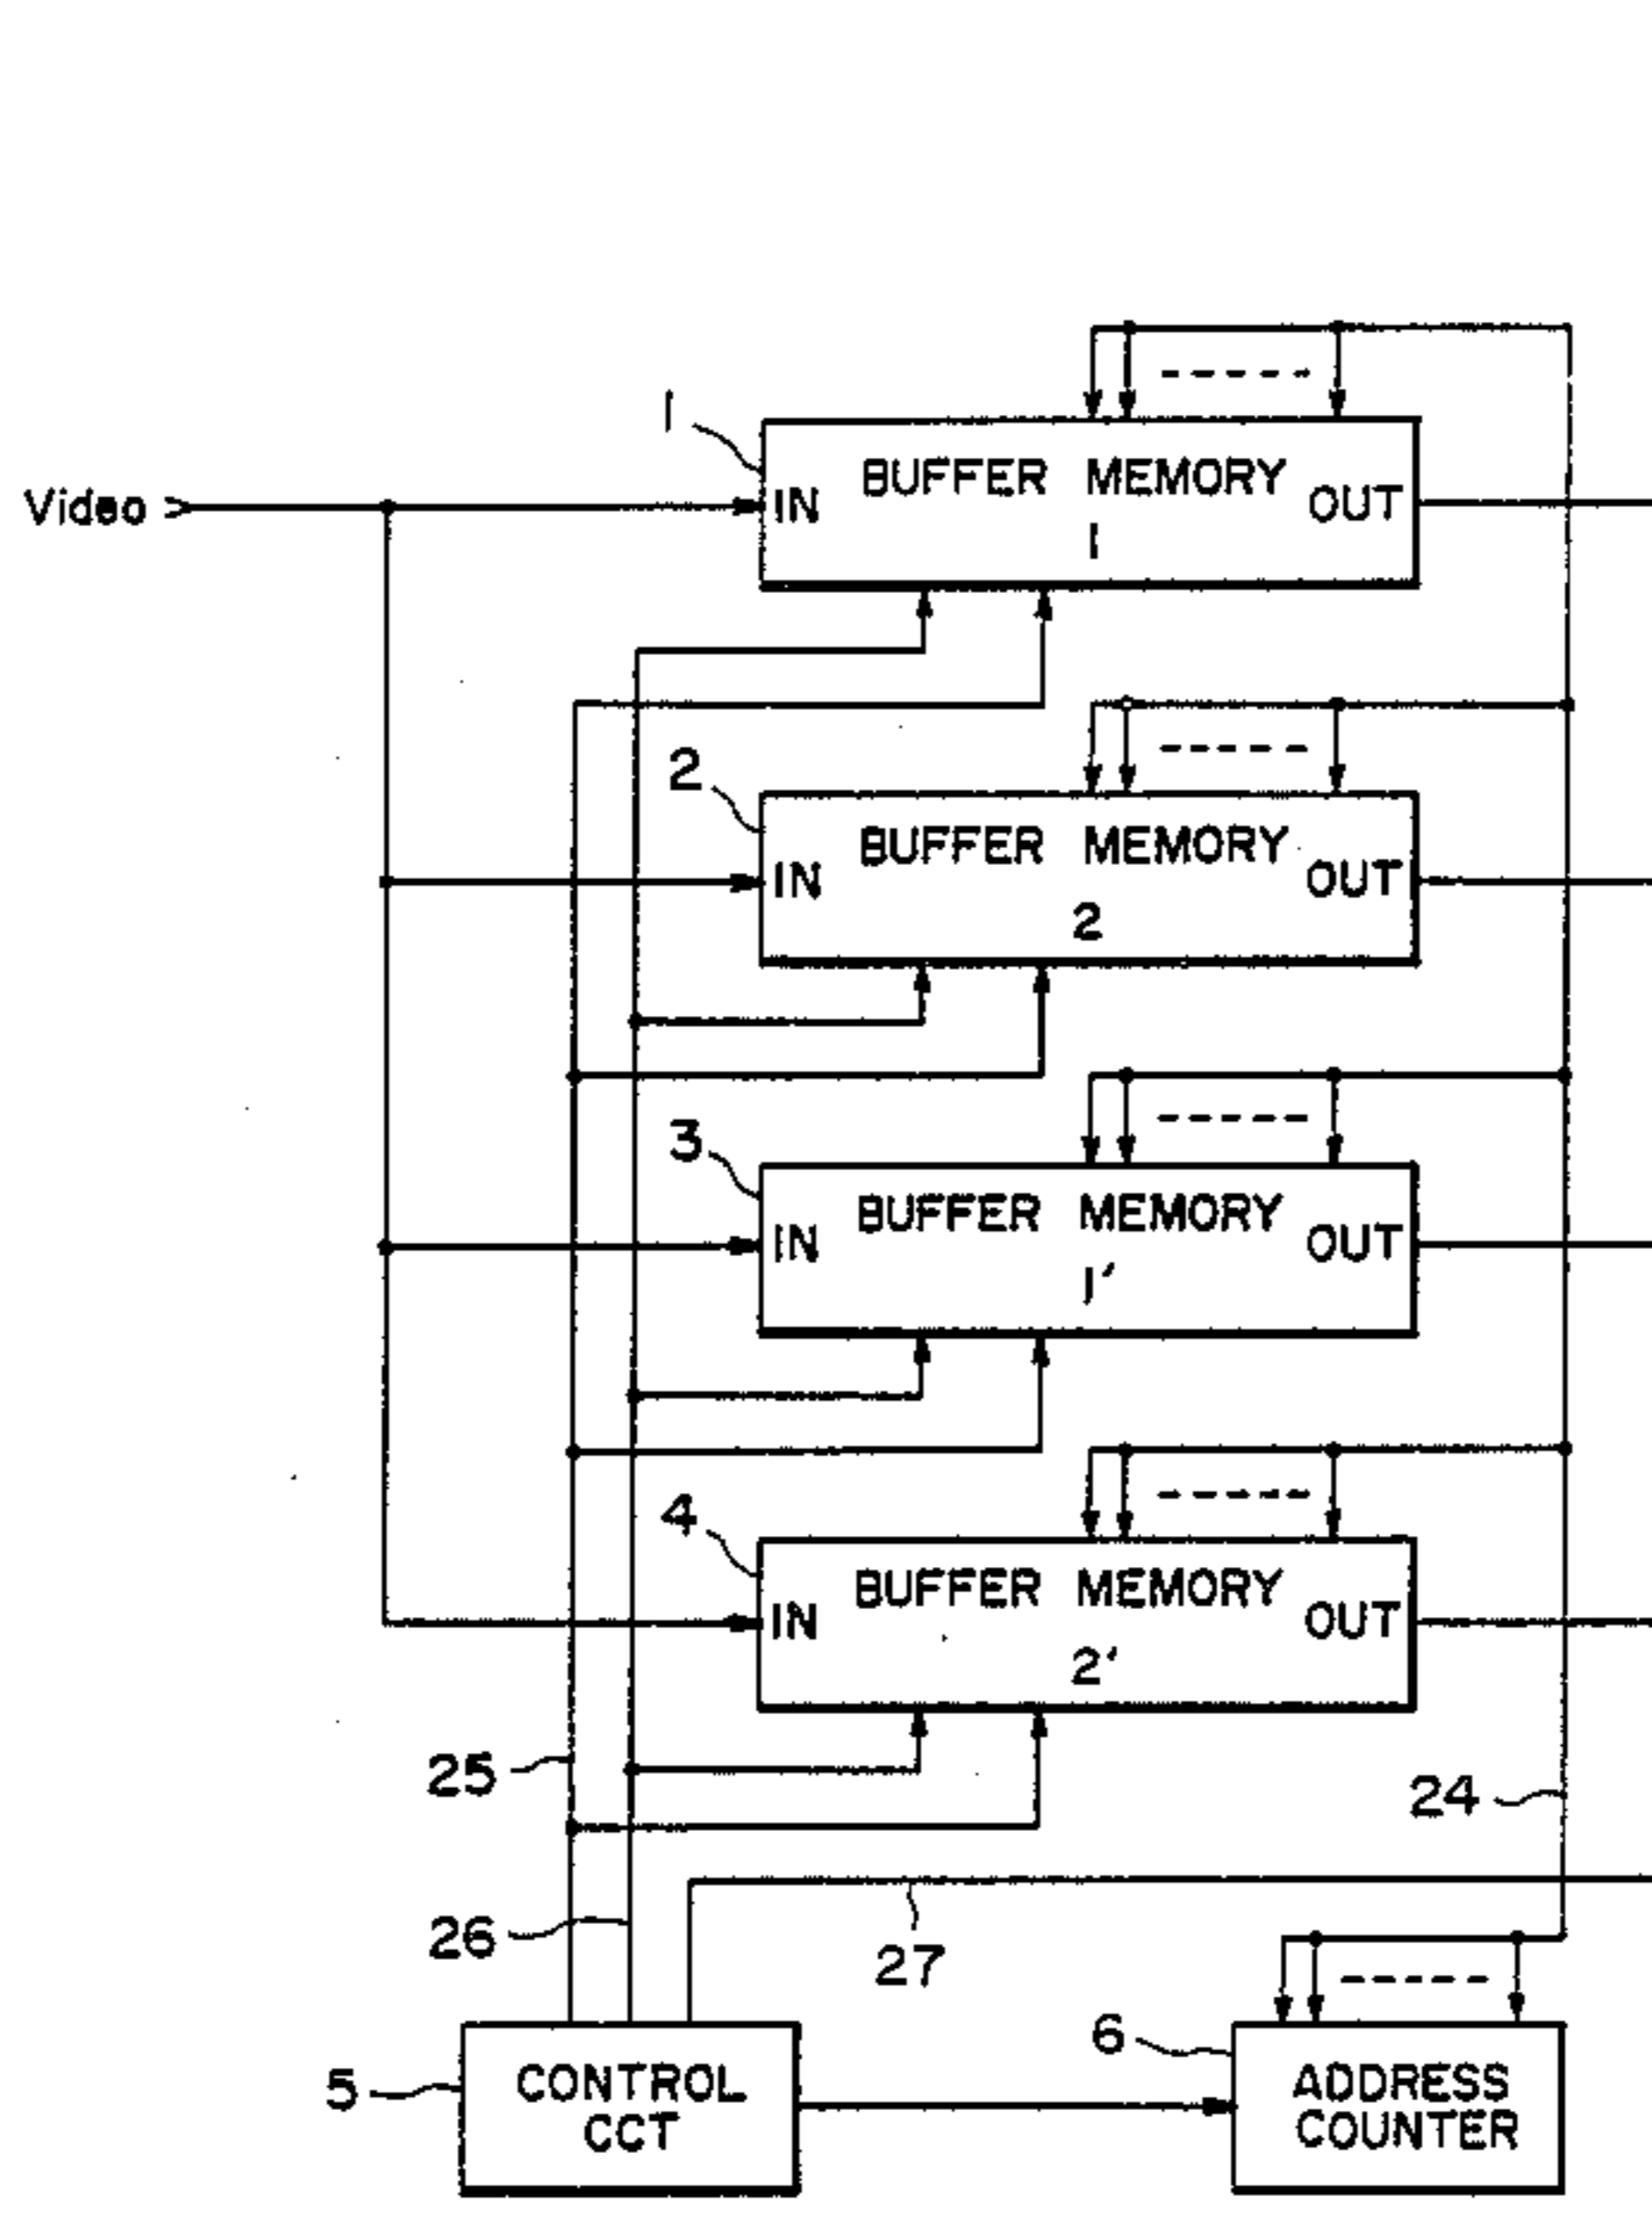 1
BUFFER MEMORY
Video
IN
OUT
1
2
BUFFER MEMORY
IN
OUT
2
3
BUFFER MEMORY
IN
OUT
1′
4
BUFFER MEMORY
IN
OUT
2′
25
24
26
27
5
CONTROL
CCT
6
ADDRESS
COUNTER